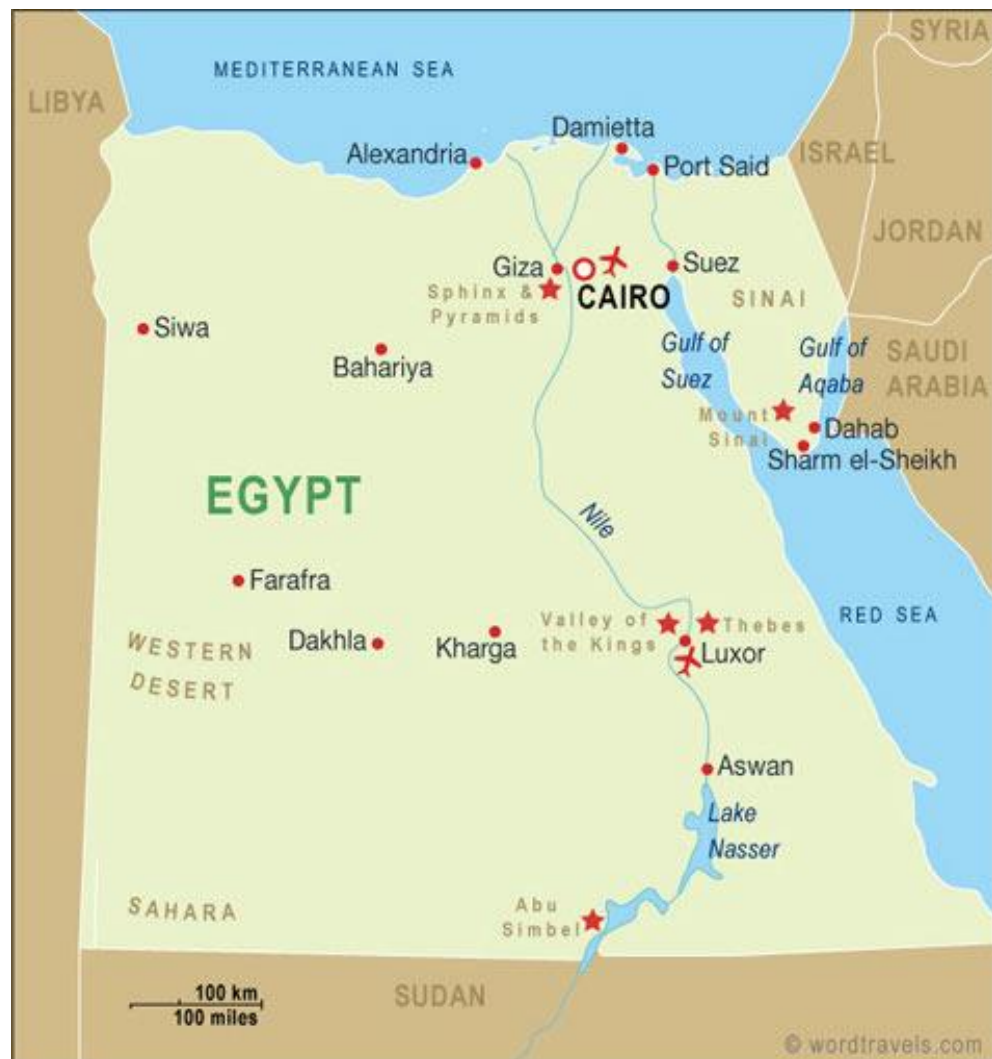 SYRIA
MEDITERRANEAN SEA
LIBYA
Damietta
Alexandria
ISRAEL
Port Said
JORDAN
Giza
Suez
CAIRO
Sphinx &
Pyramids
SINAI
Siwa
Bahariya
Gulf of
Suez
Gulf of
Aqaba
SAUDI
ARABIA
Mount
Sinai
Dahab
Sharm el-Sheikh
EGYPT
Nile
Farafra
RED SEA
Valley of
the Kings
Thebes
WESTERN
DESERT
Dakhla
Kharga
Luxor
Aswan
Lake
Nasser
SAHARA
Abu
Simbel
SUDAN
100 km
100 miles
© wordtravels.com